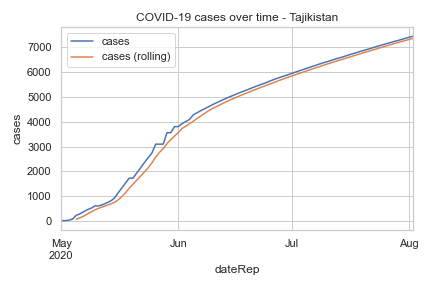 COVID-19 cases over time - Tajikistan
cases
cases (rolling)
7000
6000
5000
4000
3000
2000
1000
0
cases
May
2020
Jun
Jul
Aug
dateRep